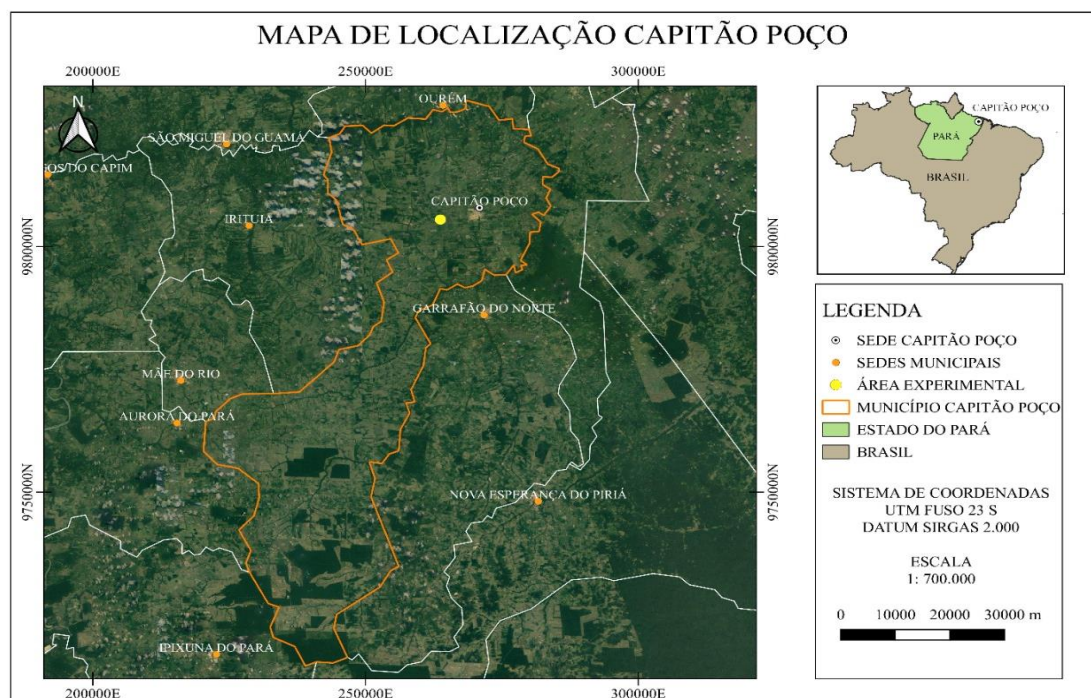 MAPA DE LOCALIZAÇÃO CAPITÃO POÇO
200000E
250000E
300000E
N
OURÉM
SÃO MIGUEL DO GUAMÁ
GOS DO CAPIM
CAPITÃO POÇO
IRITUIA
9800000N
9800000N
GARRAFÃO DO NORTE
MÃE DO RIO
AURORA DO PARÁ
9750000N
9750000N
NOVA ESPERANÇA DO PIRIÁ
IPIXUNA DO PARÁ
200000E
250000E
300000E
CAPITÃO POÇO
PARÁ
BRASIL
LEGENDA
SEDE CAPITÃO POÇO
SEDES MUNICIPAIS
ÁREA EXPERIMENTAL
MUNICÍPIO CAPITÃO POÇO
ESTADO DO PARÁ
BRASIL
SISTEMA DE COORDENADAS
UTM FUSO 23 S
DATUM SIRGAS 2.000
ESCALA
1: 700.000
0 10000 20000 30000 m